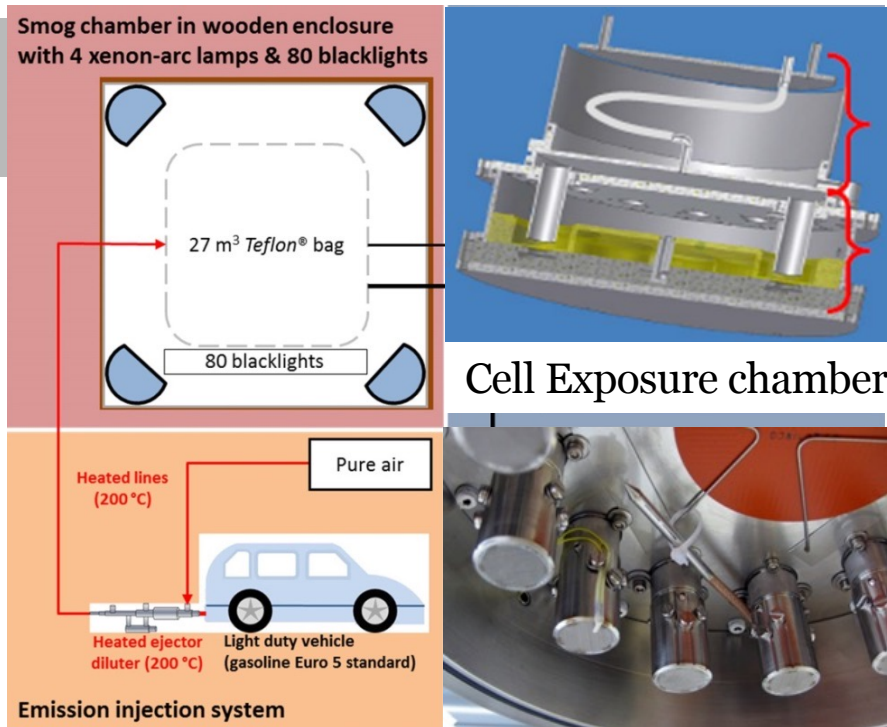 Smog chamber in wooden enclosure
with 4 xenon-arc lamps & 80 blacklights
27 m³ Teflon® bag
80 blacklights
Cell Exposure chamber
Pure air
Heated lines
(200 °C)
Heated ejector
diluter (200 °C)
Light duty vehicle
(gasoline Euro 5 standard)
Emission injection system